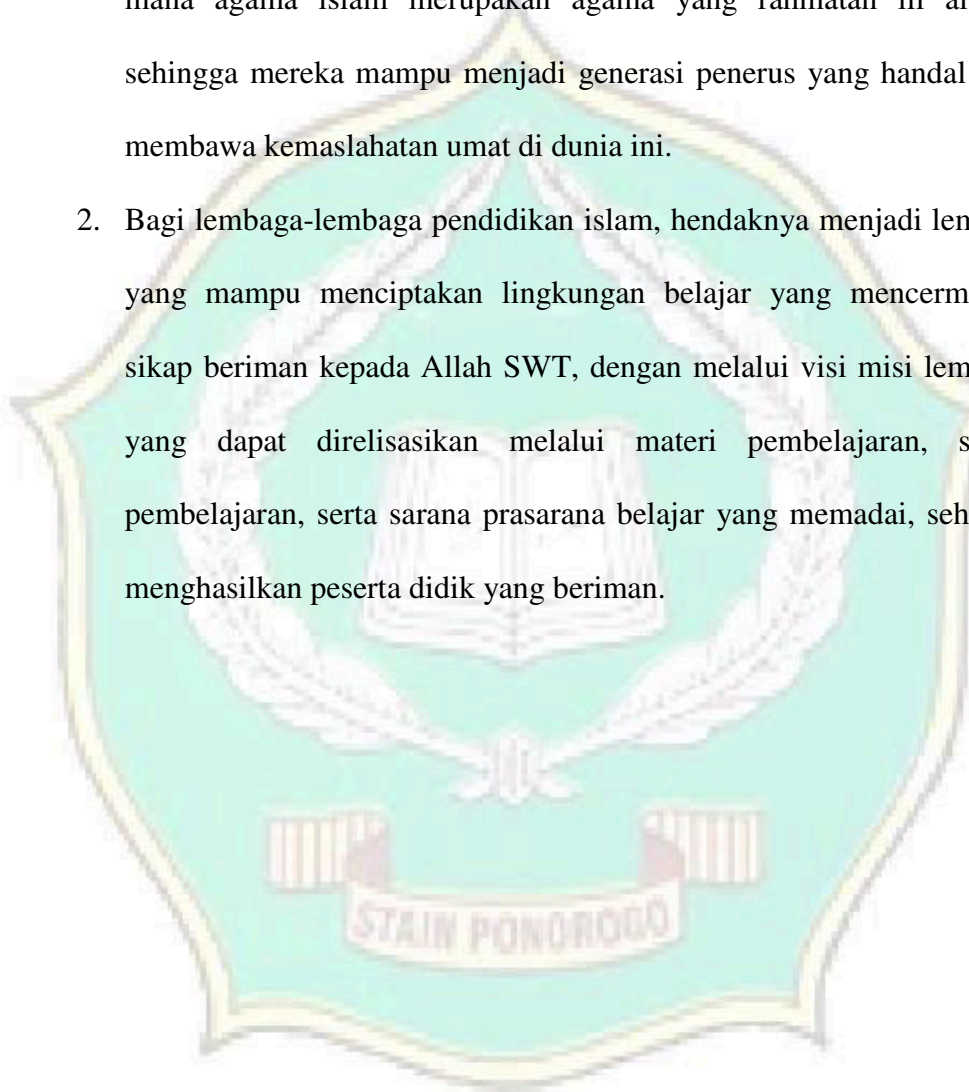 mana agama islam merupakan agama yang rahmatan lil
sehingga mereka mampu menjadi generasi penerus yang handal
membawa kemaslahatan umat di dunia ini.
2. Bagi lembaga-lembaga pendidikan islam, hendaknya menjadi
yang mampu menciptakan lingkungan belajar yang
sikap beriman kepada Allah SWT, dengan melalui visi misi
yang dapat direlisasikan melalui materi pembelajaran,
pembelajaran, serta sarana prasarana belajar yang memadai,
menghasilkan peserta didik yang beriman.
STAIN PONOROGO